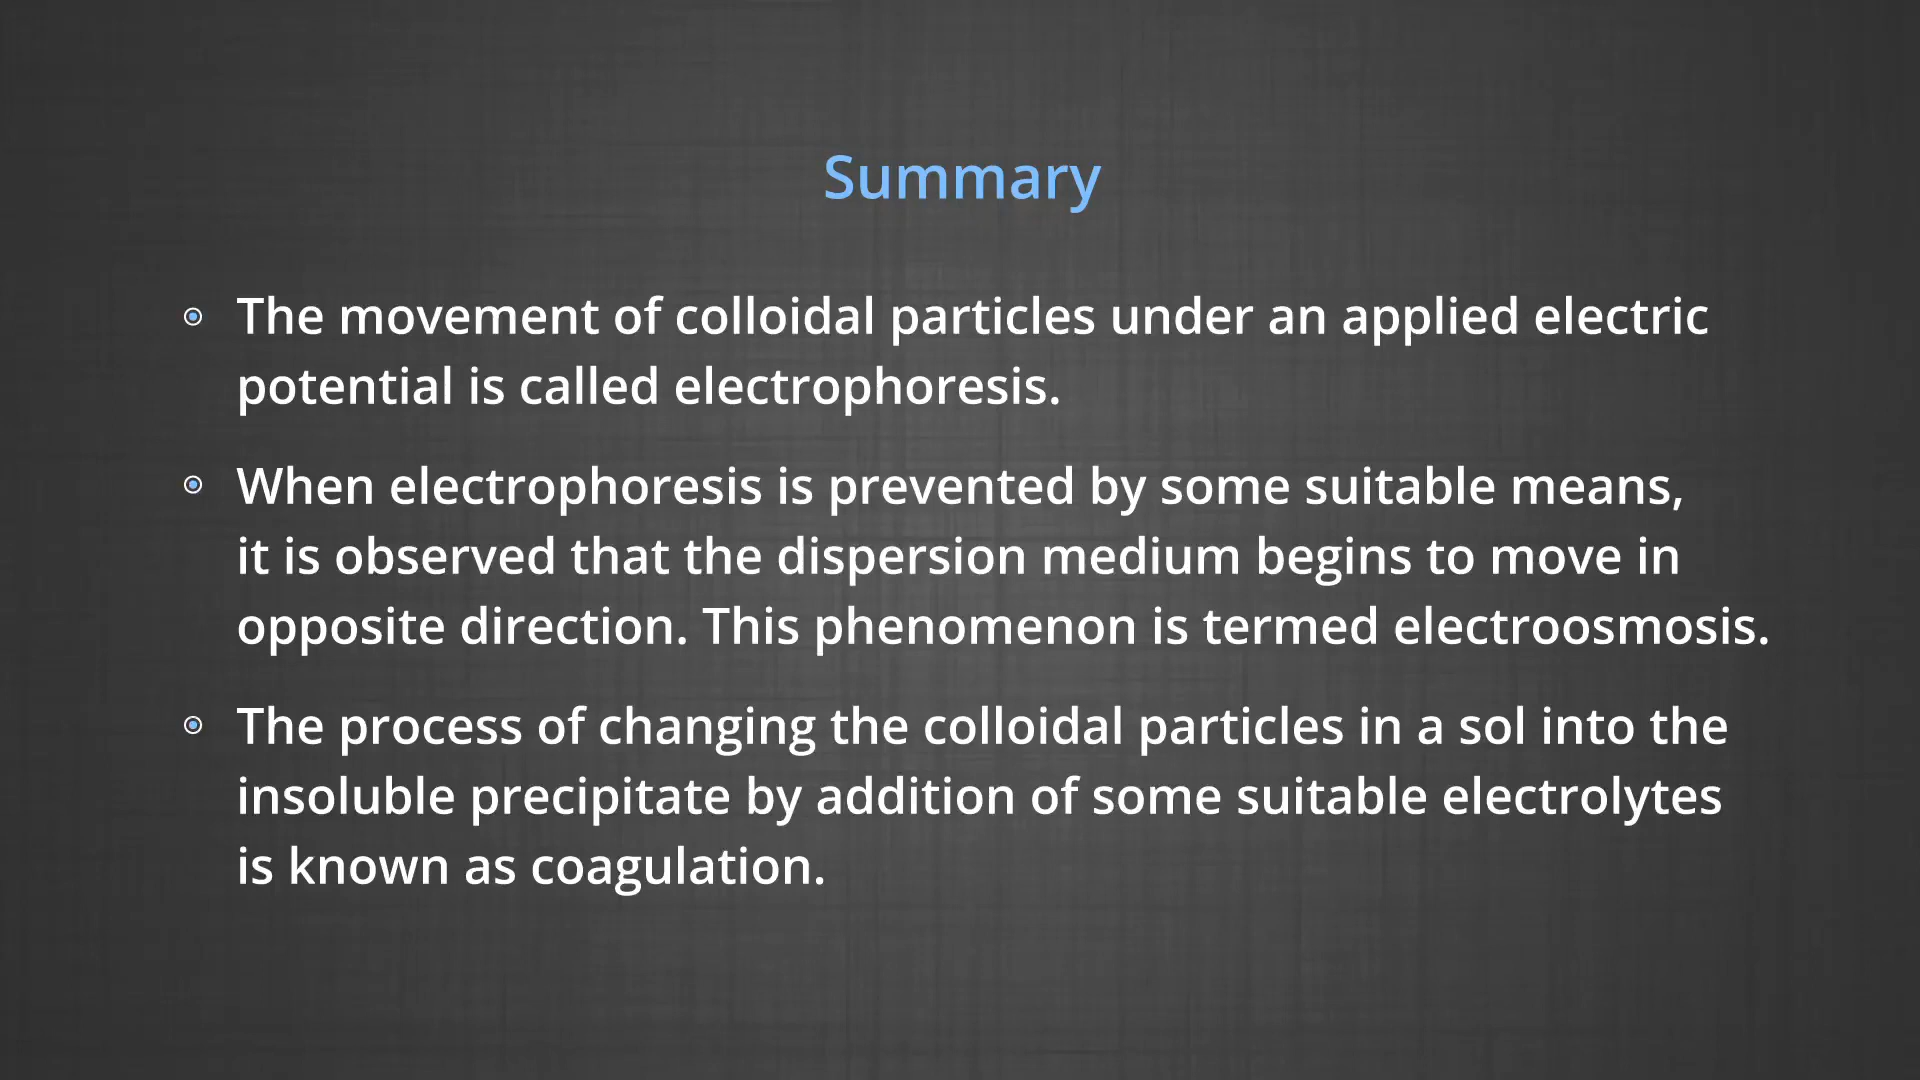 Summary
The movement of colloidal particles under an applied electric
potential is called electrophoresis.
When electrophoresis is prevented by some suitable means,
it is observed that the dispersion medium begins to move in
opposite direction. This phenomenon is termed electroosmosis.
The process of changing the colloidal particles in a sol into the
insoluble precipitate by addition of some suitable electrolytes
is known as coagulation.